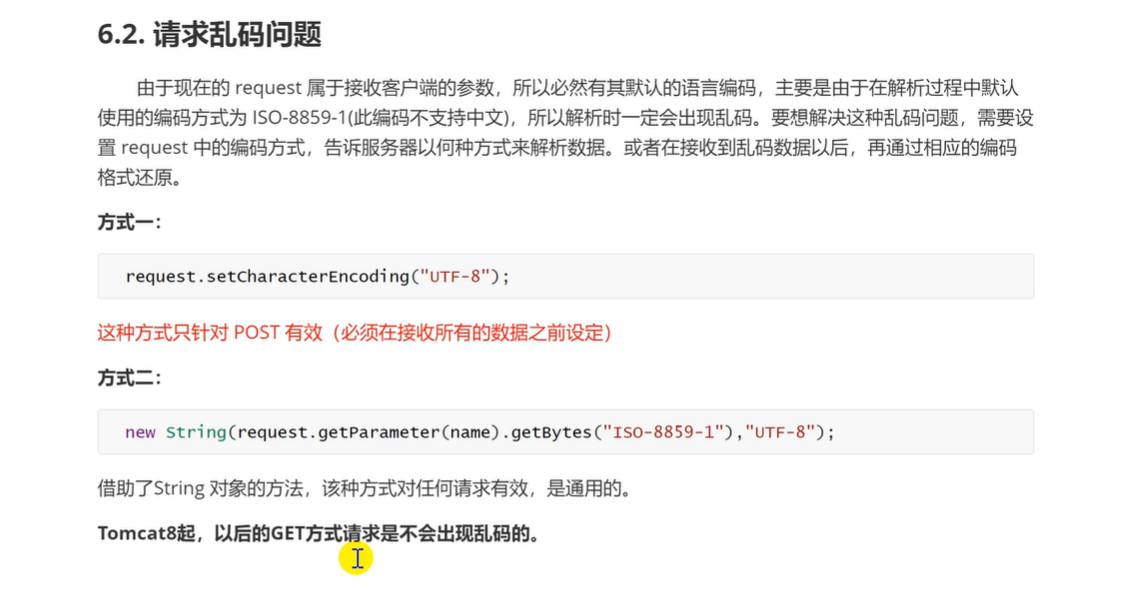 6.2. 请求乱码问题
由于现在的 request 属于接收客户端的参数，所以必然有其默认的语言编码，主要是由于在解析过程中默认
使用的编码方式为 ISO-8859-1(此编码不支持中文)，所以解析时一定会出现乱码。要想解决这种乱码问题，需要设
置 request 中的编码方式，告诉服务器以何种方式来解析数据。或者在接收到乱码数据以后，再通过相应的编码
格式还原。
方式一：
request.setCharacterEncoding("UTF-8");
这种方式只针对 POST 有效（必须在接收所有的数据之前设定）
方式二：
new String(request.getParameter(name).getBytes("ISO-8859-1"),"UTF-8");
借助了String 对象的方法，该种方式对任何请求有效，是通用的。
Tomcat8起，以后的GET方式请求是不会出现乱码的。